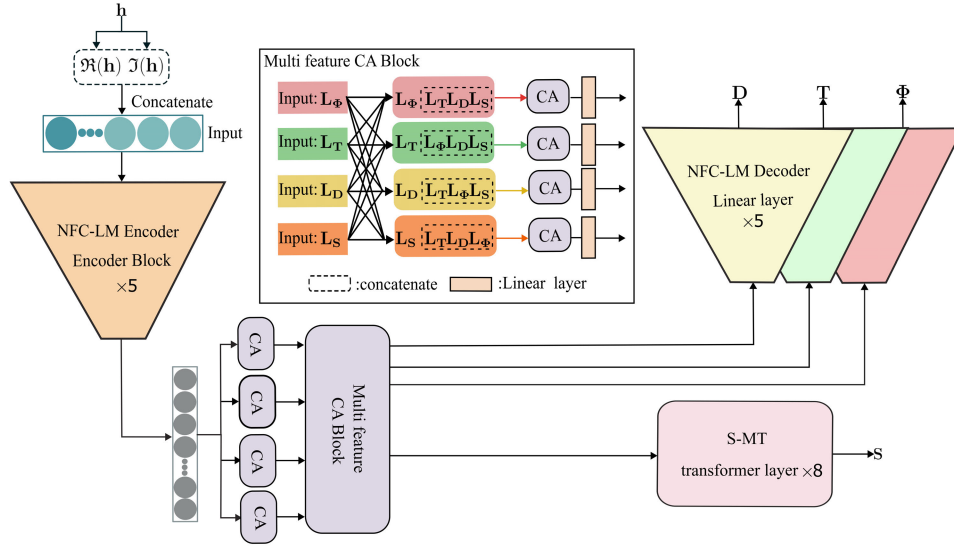 h
ℜ(h) ℑ(h)
Concatenate
Input
NFC-LM Encoder
Encoder Block
×5
Multi feature CA Block
Input: L_Φ
L_Φ L_T L_D L_S
CA
Input: L_T
L_T L_Φ L_D L_S
CA
Input: L_D
L_D L_T L_Φ L_S
CA
Input: L_S
L_S L_T L_D L_Φ
CA
:concatenate
:Linear layer
D
T
Φ
NFC-LM Decoder
Linear layer
×5
CA
CA
CA
CA
Multi feature
CA Block
S-MT
transformer layer ×8
s